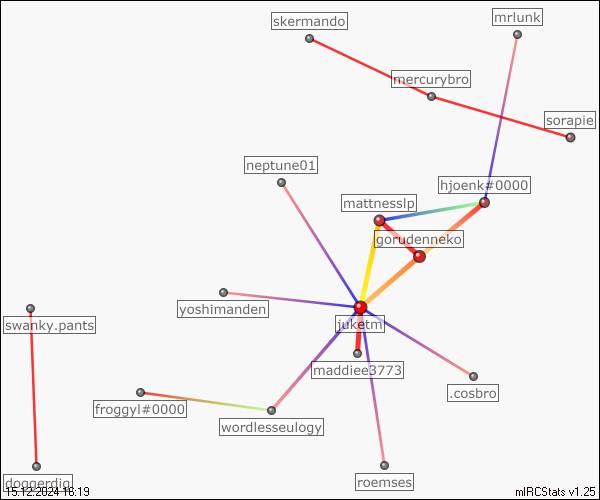 skermando
mrlunk
mercurybro
sorapie
neptune01
hjoenk#0000
mattnesslp
gorudenneko
yoshimanden
juketm
swanky.pants
maddiee3773
.cosbro
froggyl#0000
wordlesseulogy
doggerdig
roemses
15.12.2024 16:19
mIRCStats v1.25